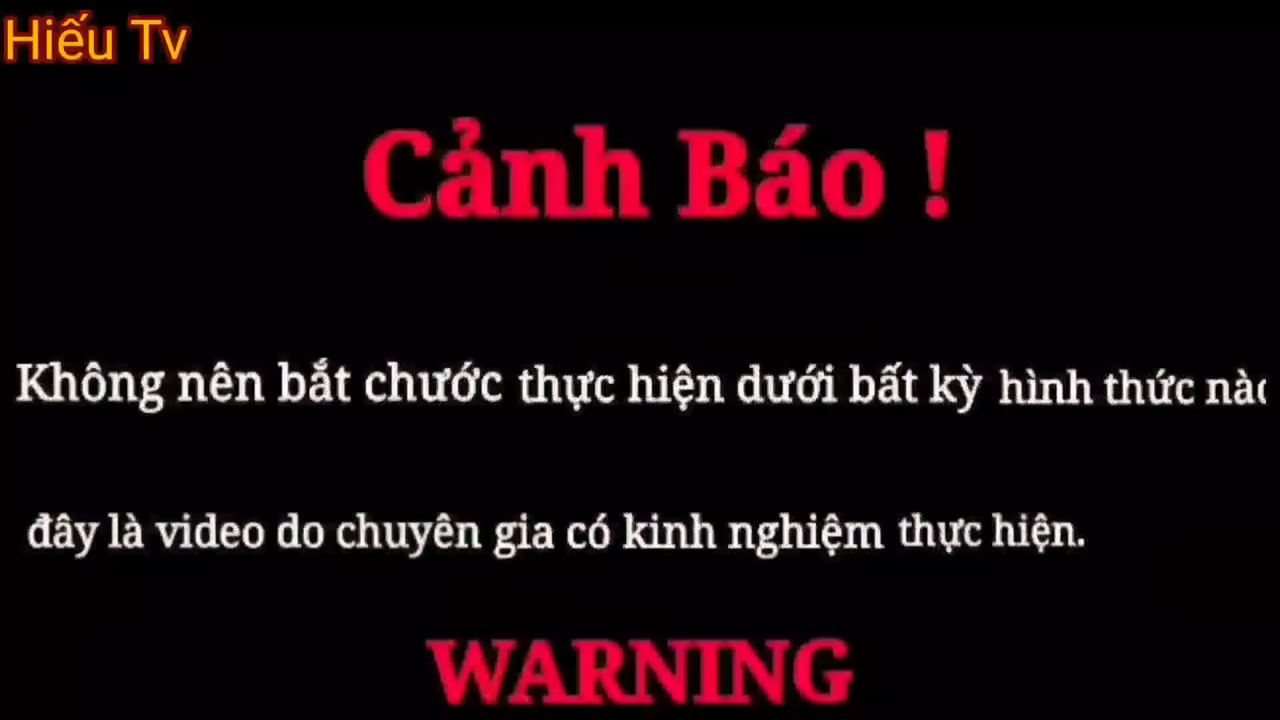 Hiếu Tv
Cảnh Báo !
Không nên bắt chước thực hiện dưới bất kỳ hình thức nào
đây là video do chuyên gia có kinh nghiệm thực hiện.
WARNING